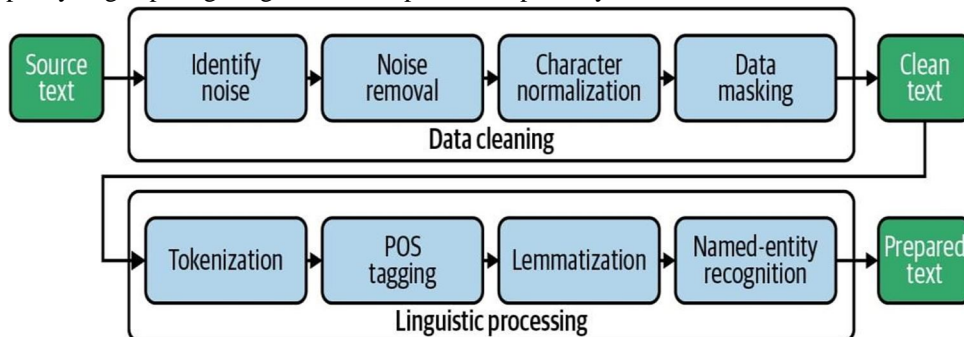 Source
text
Identify
noise
Noise
removal
Character
normalization
Data
masking
Clean
text
Data cleaning
Tokenization
POS
tagging
Lemmatization
Named-entity
recognition
Prepared
text
Linguistic processing